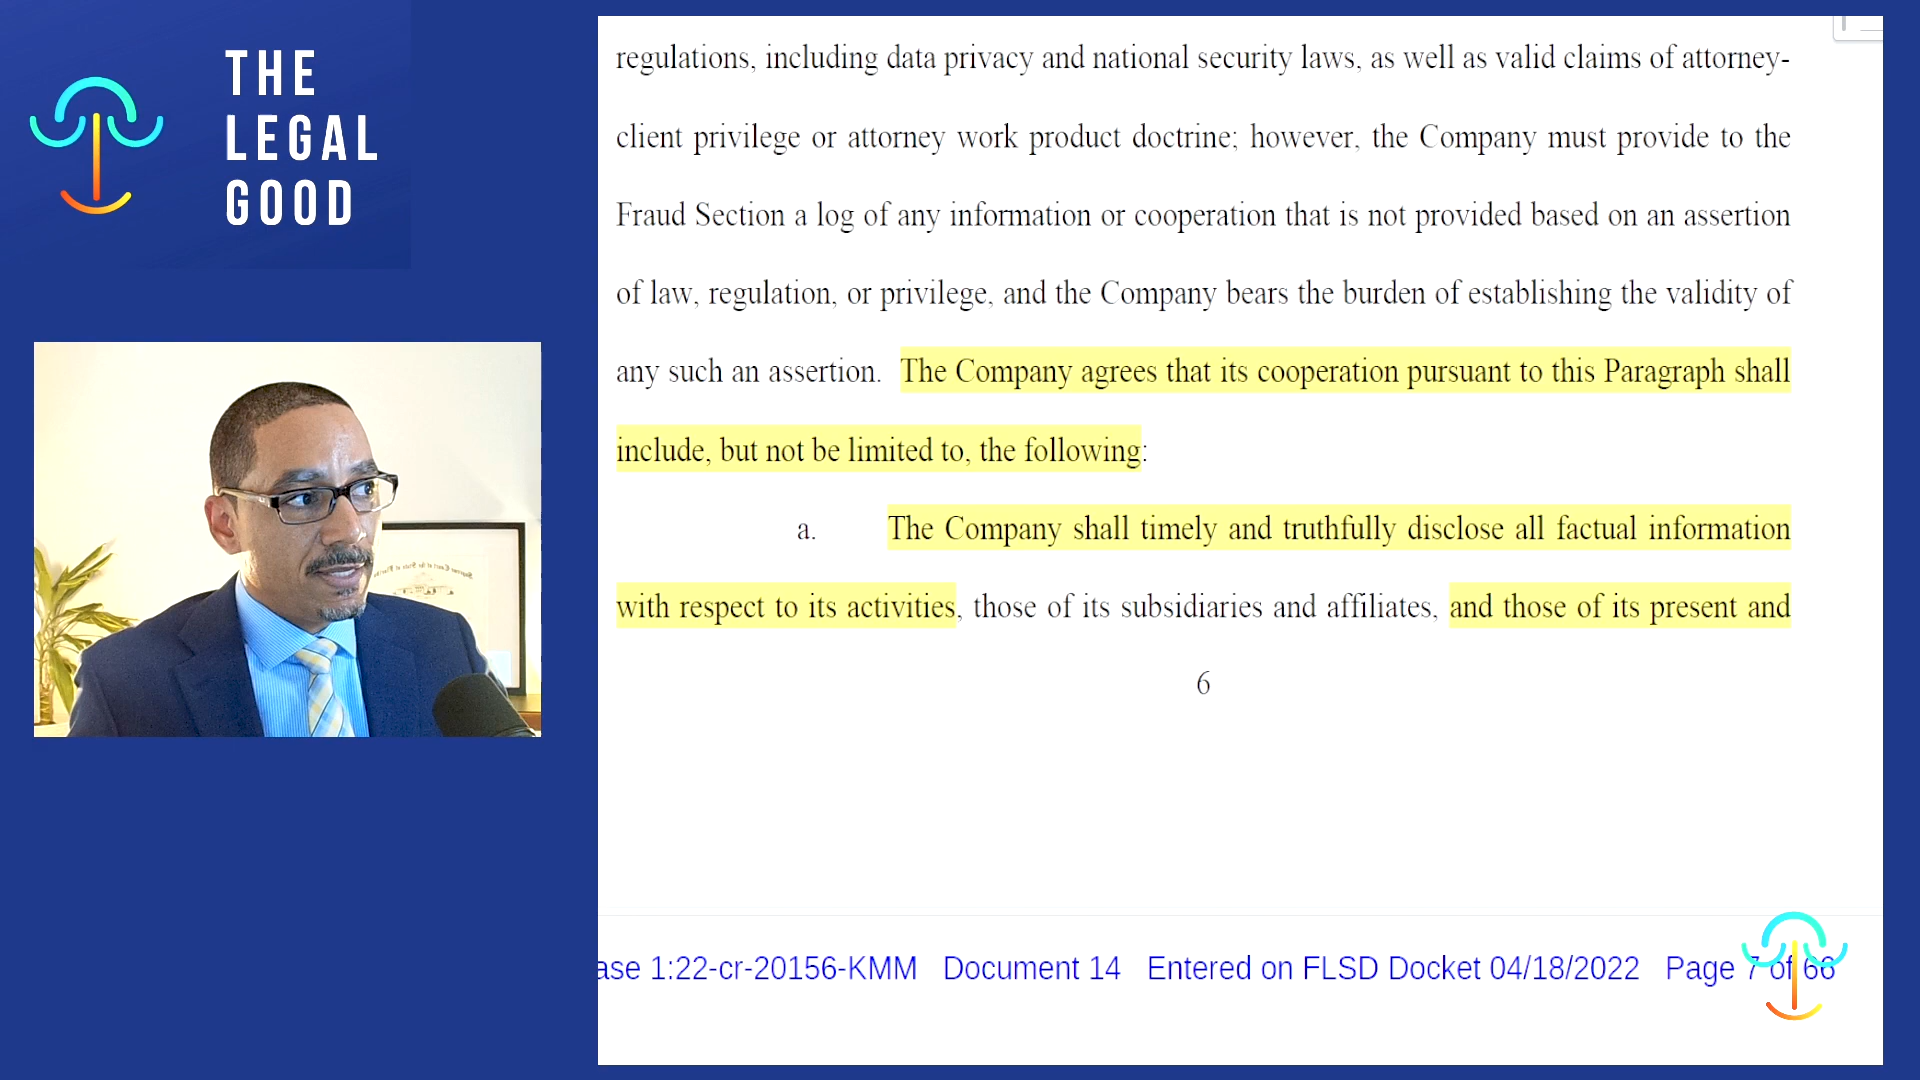 THE
LEGAL
GOOD
regulations, including data privacy and national security laws, as well as valid claims of attorney-
client privilege or attorney work product doctrine; however, the Company must provide to the
Fraud Section a log of any information or cooperation that is not provided based on an assertion
of law, regulation, or privilege, and the Company bears the burden of establishing the validity of
any such an assertion. The Company agrees that its cooperation pursuant to this Paragraph shall
include, but not be limited to, the following:
a. The Company shall timely and truthfully disclose all factual information
with respect to its activities, those of its subsidiaries and affiliates, and those of its present and
6
ase 1:22-cr-20156-KMM Document 14 Entered on FLSD Docket 04/18/2022 Page 7 of 66